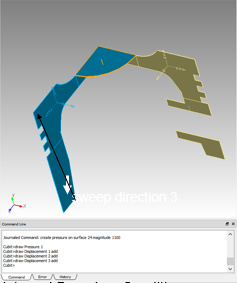 sweep direction 3
Command Line
Journaled Command: create pressure on surface 24 magnitude 1100
Cubit>draw Pressure 1
Cubit>draw Displacement 1 add
Cubit>draw Displacement 2 add
Cubit>draw Displacement 3 add
Cubit>
Command Error History